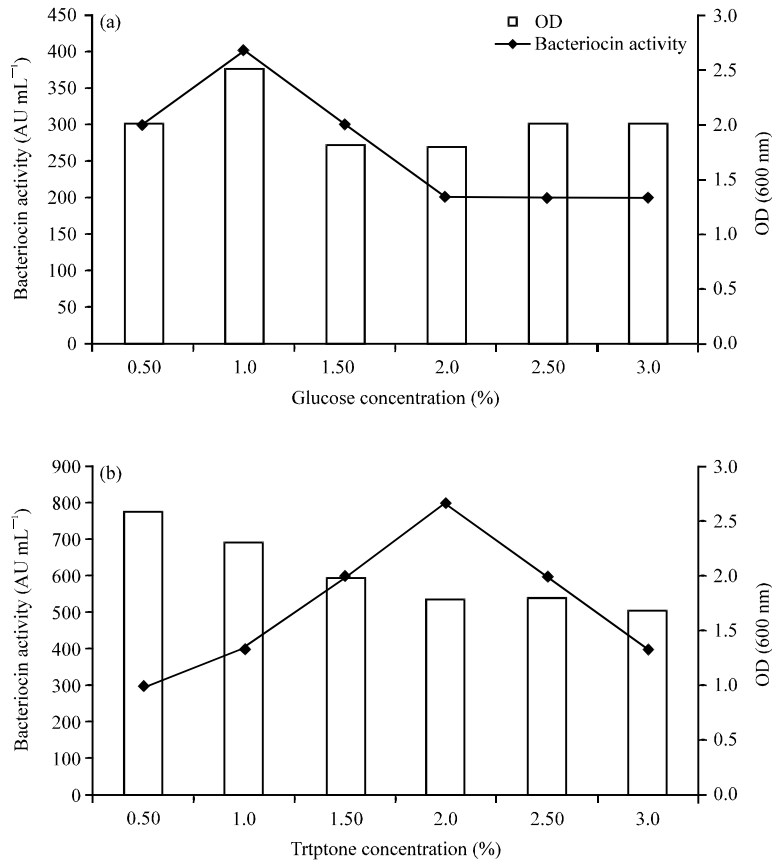 (a)
OD
Bacteriocin activity
450
400
350
300
250
200
150
100
50
0
Bacteriocin activity (AU mL⁻¹)
3.0
2.5
2.0
1.5
1.0
0.5
0.0
OD (600 nm)
0.50 1.0 1.50 2.0 2.50 3.0
Glucose concentration (%)
(b)
900
800
700
600
500
400
300
200
100
0
Bacteriocin activity (AU mL⁻¹)
3.0
2.5
2.0
1.5
1.0
0.5
0.0
OD (600 nm)
0.50 1.0 1.50 2.0 2.50 3.0
Trtptone concentration (%)